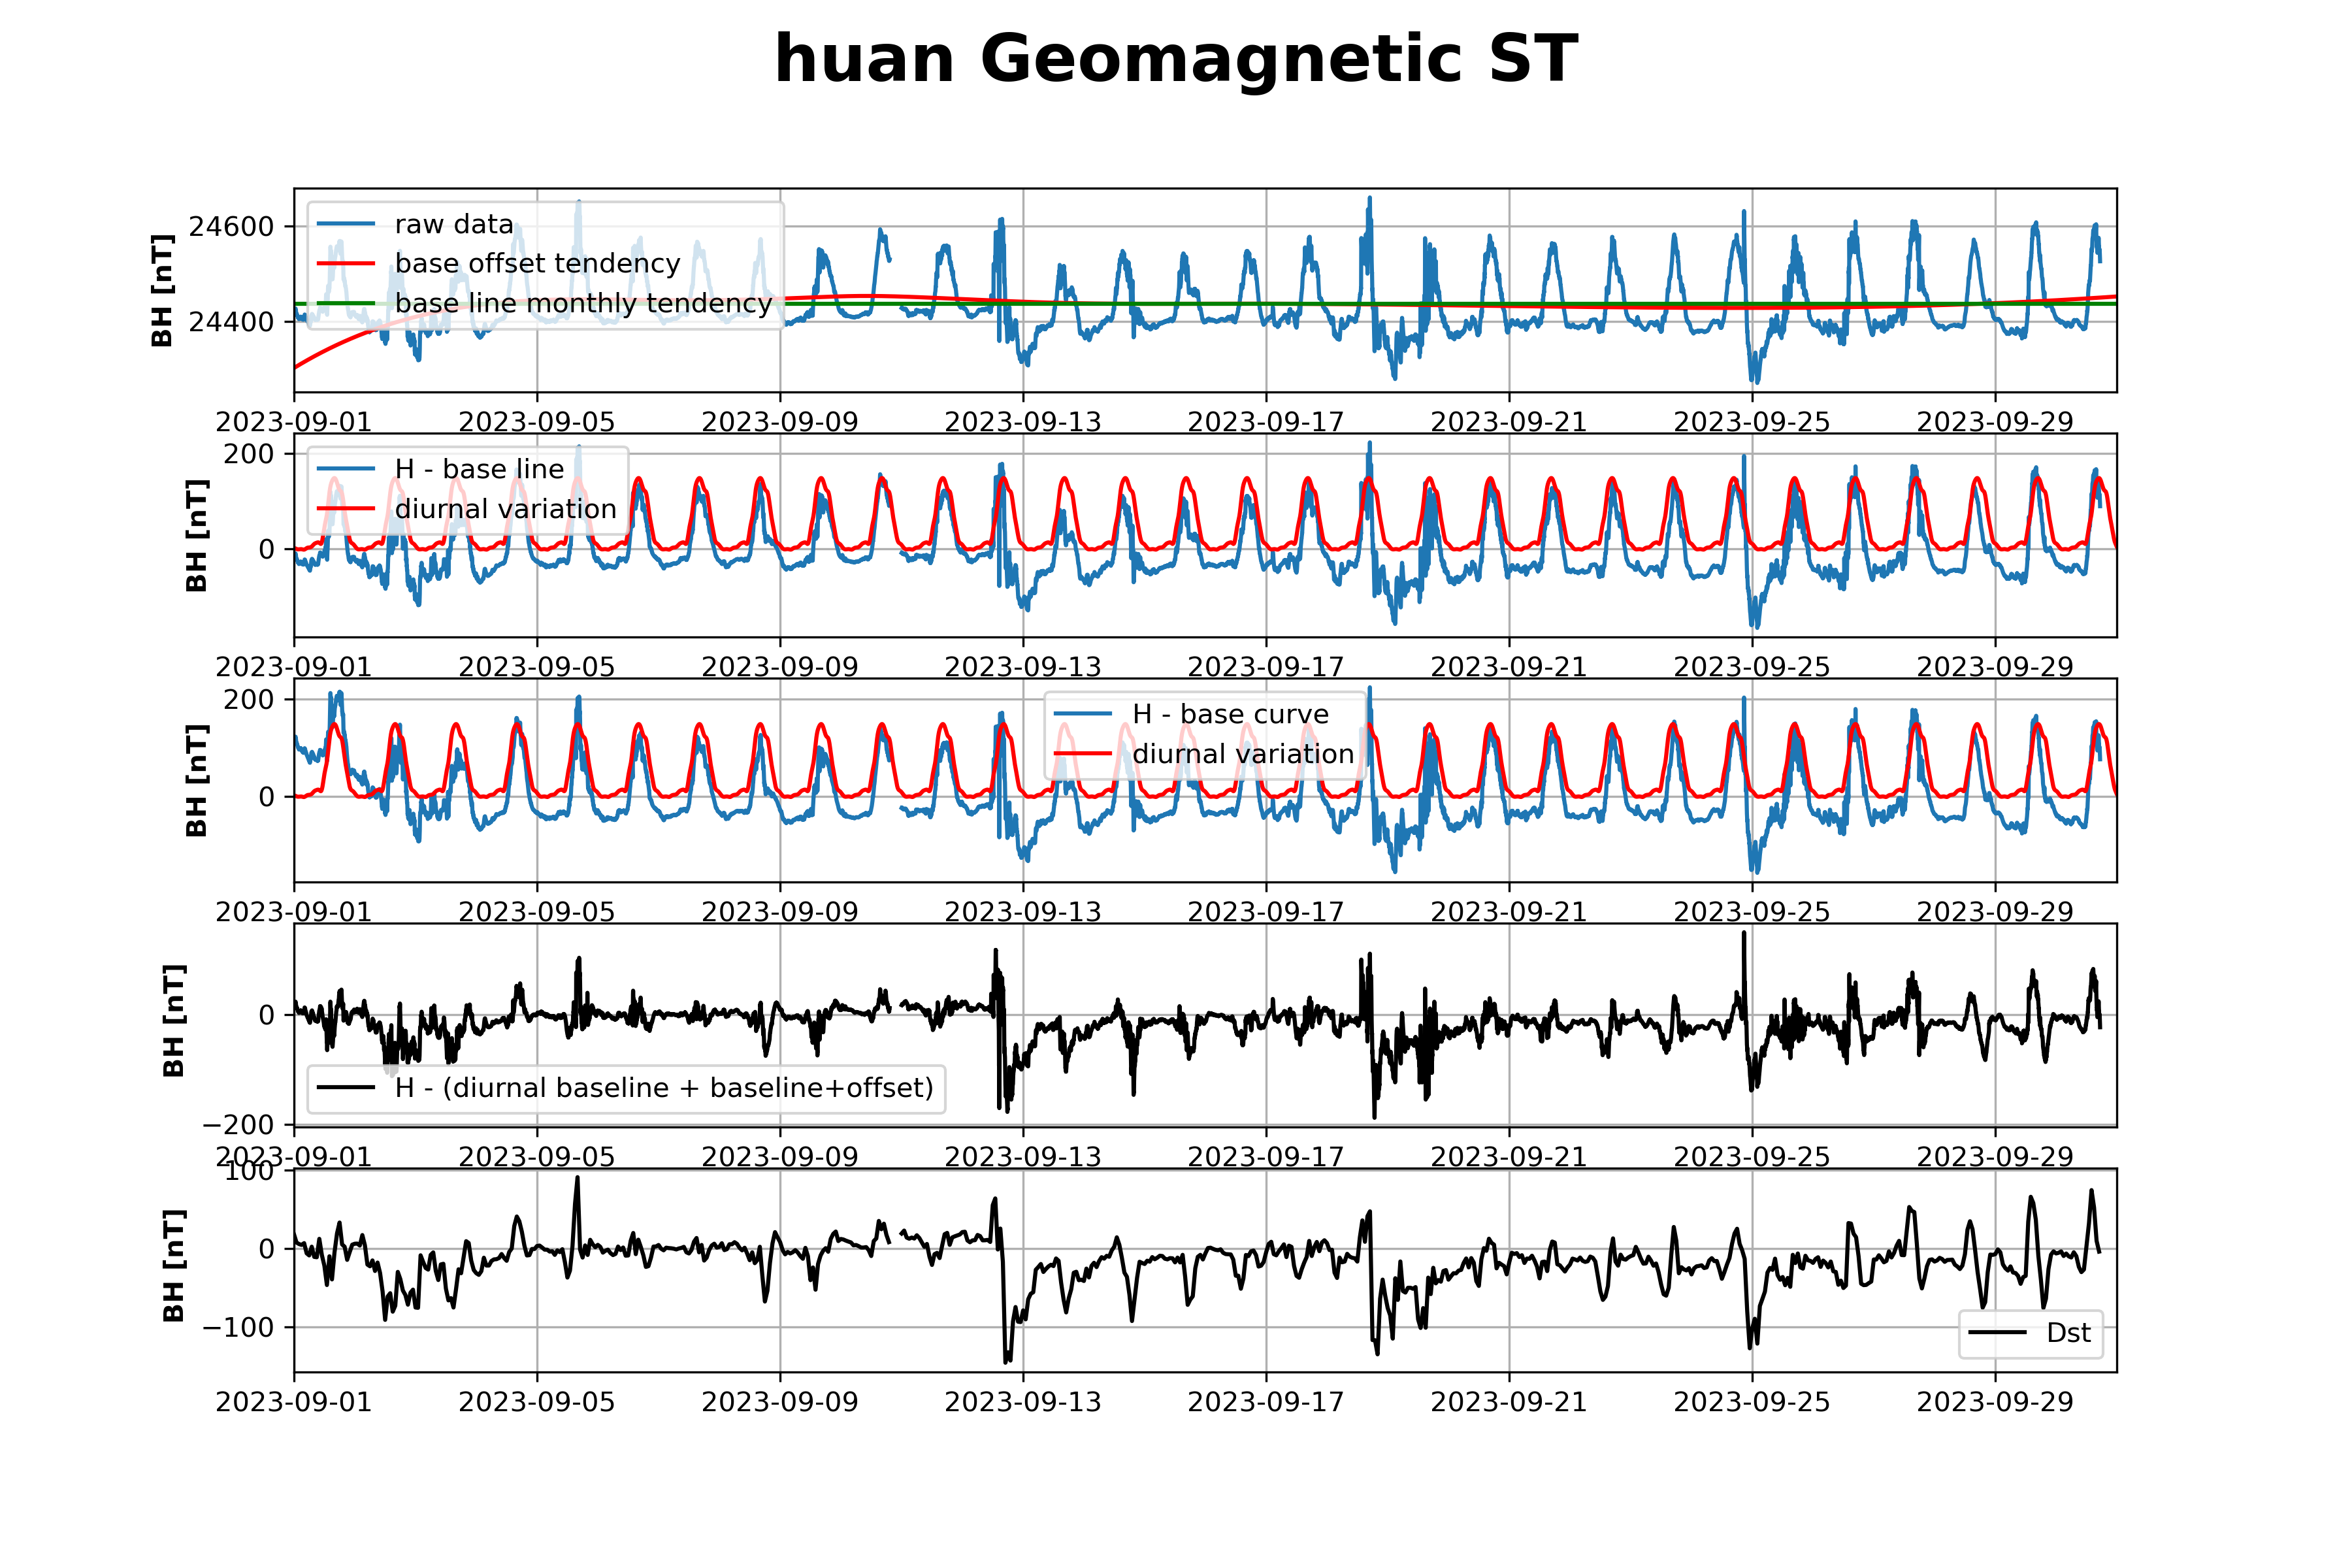 huan Geomagnetic ST
BH [nT]
24600
24400
raw data
base offset tendency
base line monthly tendency
2023-09-01 2023-09-05 2023-09-09 2023-09-13 2023-09-17 2023-09-21 2023-09-25 2023-09-29
BH [nT]
200
0
H - base line
diurnal variation
2023-09-01 2023-09-05 2023-09-09 2023-09-13 2023-09-17 2023-09-21 2023-09-25 2023-09-29
BH [nT]
200
0
H - base curve
diurnal variation
2023-09-01 2023-09-05 2023-09-09 2023-09-13 2023-09-17 2023-09-21 2023-09-25 2023-09-29
BH [nT]
0
−200
H - (diurnal baseline + baseline+offset)
2023-09-01 2023-09-05 2023-09-09 2023-09-13 2023-09-17 2023-09-21 2023-09-25 2023-09-29
BH [nT]
100
0
−100
Dst
2023-09-01 2023-09-05 2023-09-09 2023-09-13 2023-09-17 2023-09-21 2023-09-25 2023-09-29